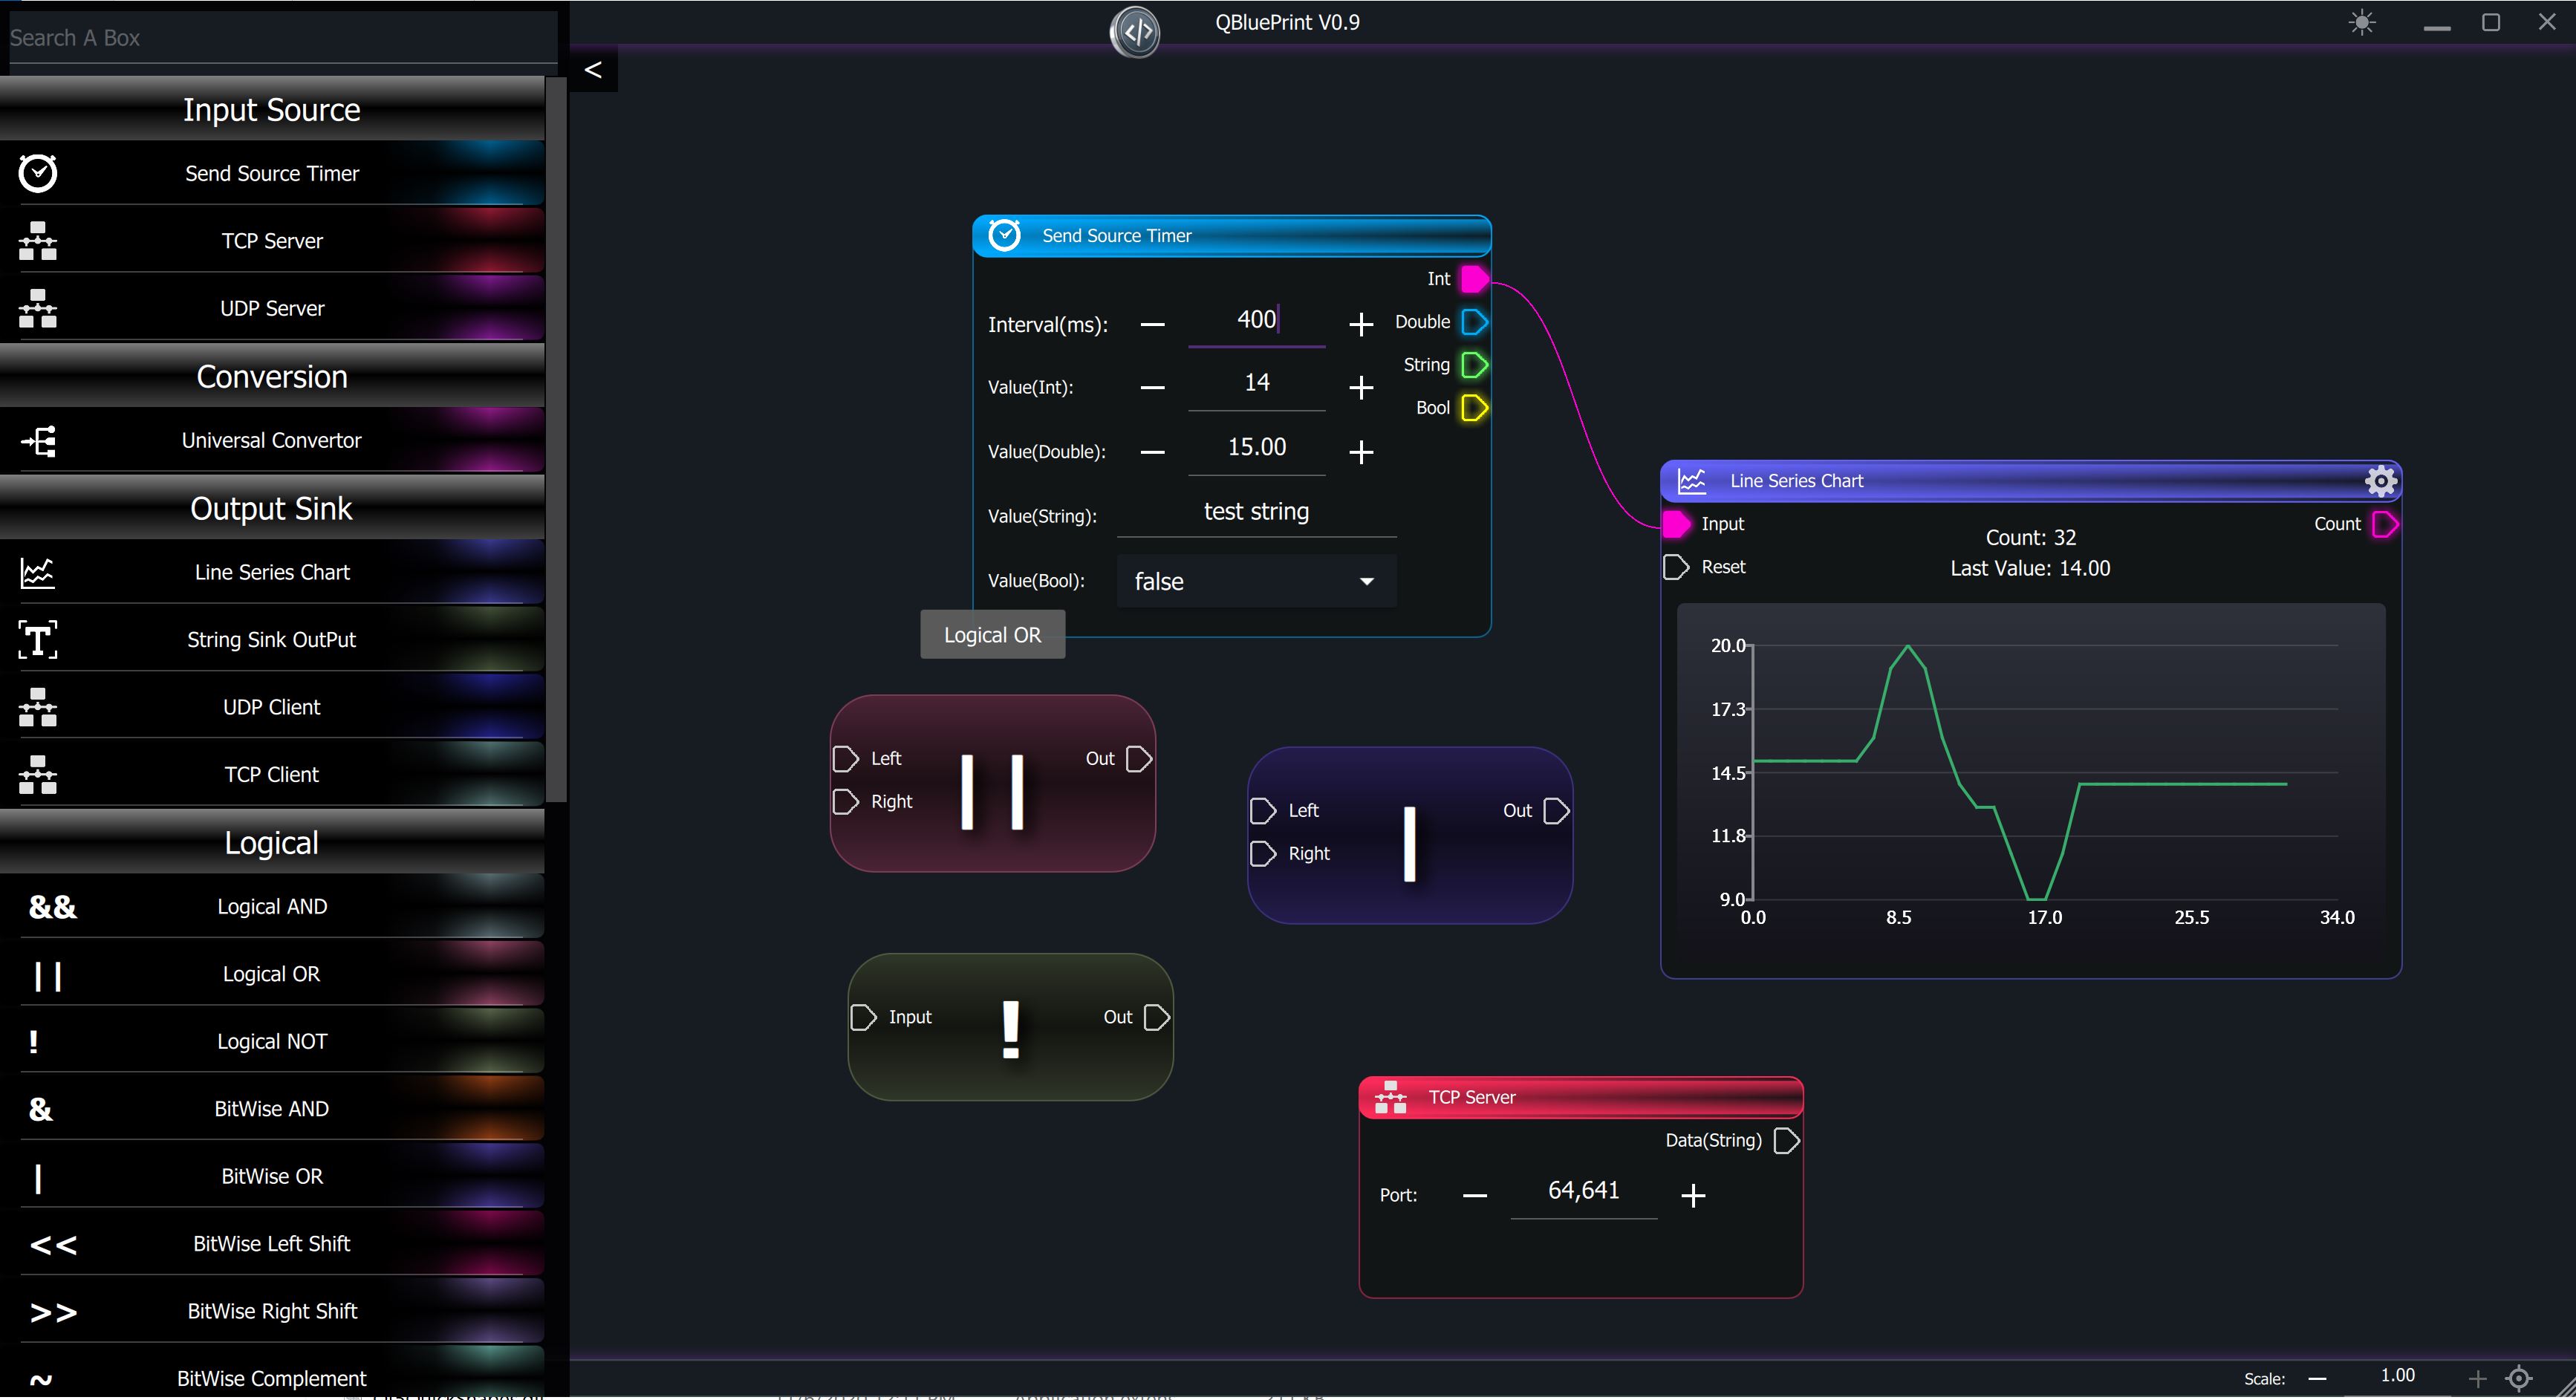 QBluePrint V0.9
Search A Box
<
Input Source
Send Source Timer
TCP Server
UDP Server
Conversion
Universal Convertor
Output Sink
Line Series Chart
String Sink OutPut
UDP Client
TCP Client
Logical
&& Logical AND
|| Logical OR
! Logical NOT
& BitWise AND
| BitWise OR
<< BitWise Left Shift
>> BitWise Right Shift
~ BitWise Complement
Send Source Timer
Int
Double
String
Bool
Interval(ms): 400
Value(Int): 14
Value(Double): 15.00
Value(String): test string
Value(Bool): false
Logical OR
Left
Right
||
Out
Left
Right
|
Out
Input
!
Out
Line Series Chart
Input
Reset
Count: 32
Last Value: 14.00
Count
20.0
17.3
14.5
11.8
9.0
0.0 8.5 17.0 25.5 34.0
TCP Server
Data(String)
Port: 64,641
Scale: 1.00